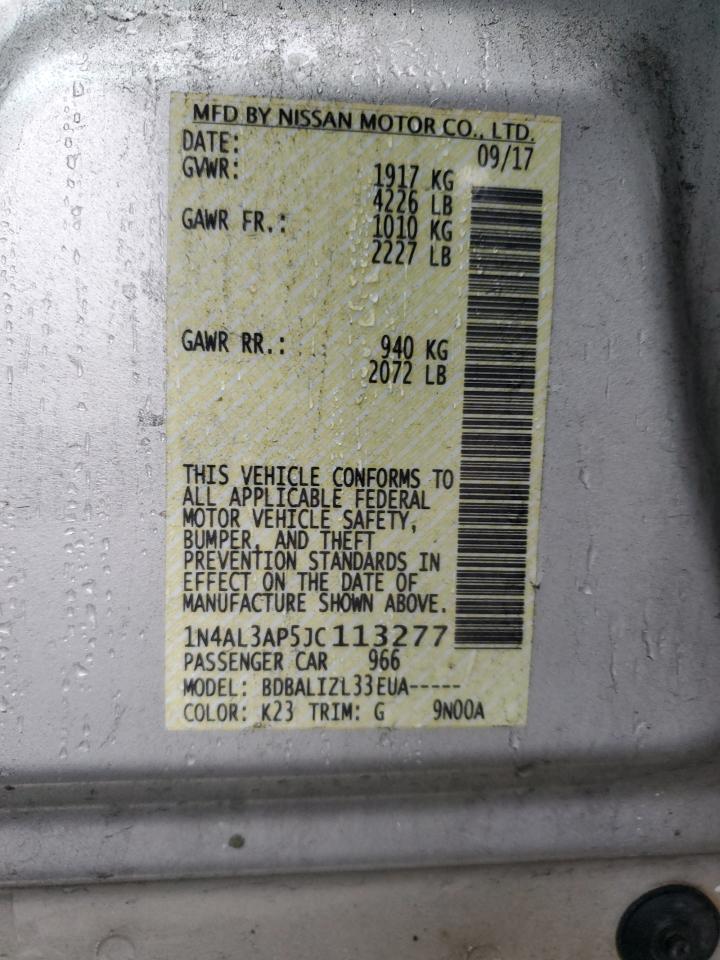 MFD BY NISSAN MOTOR CO., LTD.
DATE: 09/17
GVWR: 1917 KG
4226 LB
GAWR FR.: 1010 KG
2227 LB
GAWR RR.: 940 KG
2072 LB
THIS VEHICLE CONFORMS TO
ALL APPLICABLE FEDERAL
MOTOR VEHICLE SAFETY,
BUMPER, AND THEFT
PREVENTION STANDARDS IN
EFFECT ON THE DATE OF
MANUFACTURE SHOWN ABOVE.
1N4AL3AP5JC113277
PASSENGER CAR 966
MODEL: BDBALIZL33EUA-----
COLOR: K23 TRIM: G 9N00A